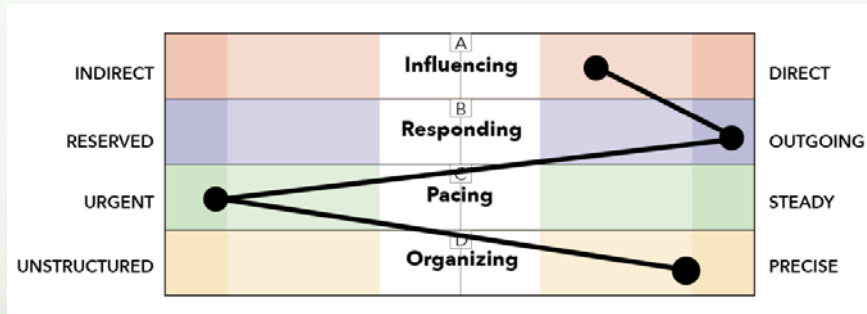 A
INDIRECT Influencing DIRECT
B
RESERVED Responding OUTGOING
C
URGENT Pacing STEADY
D
UNSTRUCTURED Organizing PRECISE